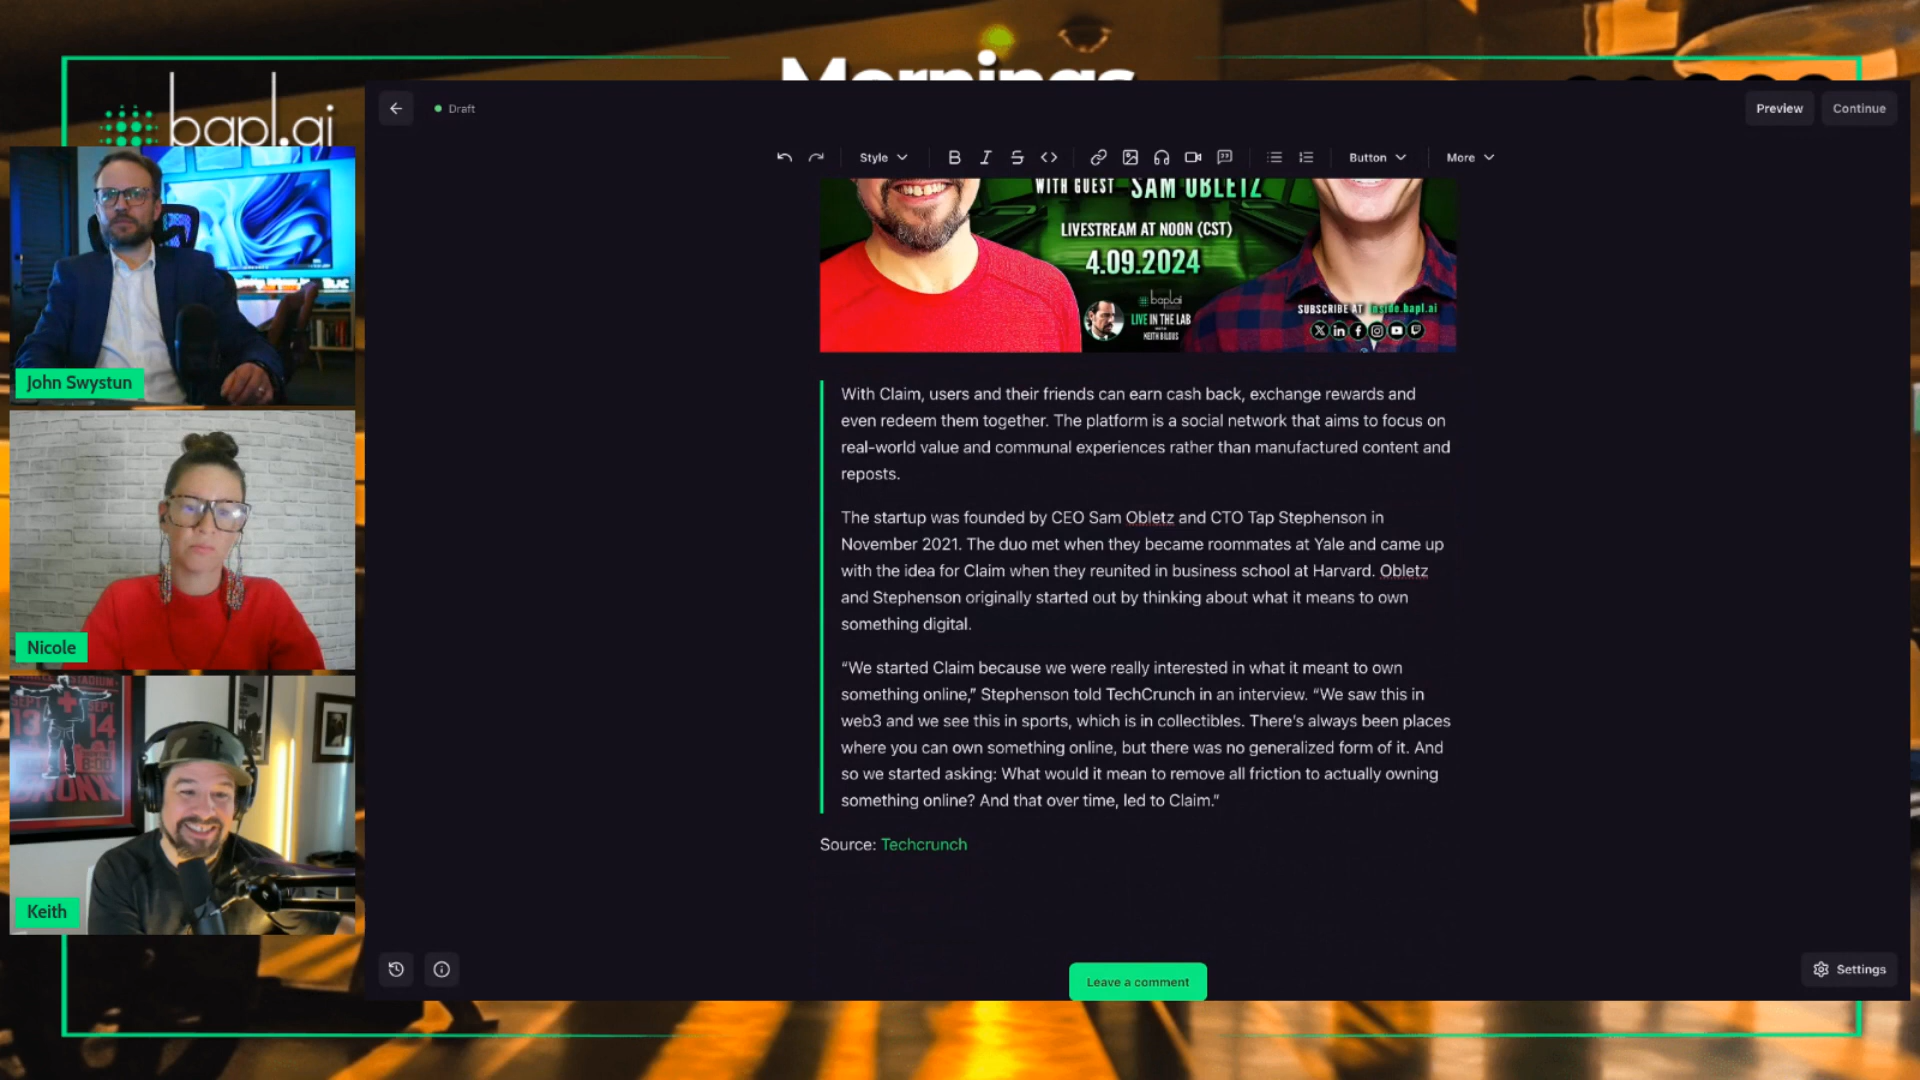 Mornings
bapl.ai
Draft
Preview
Continue
Style
Button
More
WITH GUEST SAM OBLETZ
LIVESTREAM AT NOON (CST)
4.09.2024
bapl.ai
LIVE IN THE LAB
KEITH BILOUS
SUBSCRIBE AT inside.bapl.ai
John Swystun
Nicole
SEPT SEPT
13 14
8:00
BRONX
Keith
With Claim, users and their friends can earn cash back, exchange rewards and
even redeem them together. The platform is a social network that aims to focus on
real-world value and communal experiences rather than manufactured content and
reposts.
The startup was founded by CEO Sam Obletz and CTO Tap Stephenson in
November 2021. The duo met when they became roommates at Yale and came up
with the idea for Claim when they reunited in business school at Harvard. Obletz
and Stephenson originally started out by thinking about what it means to own
something digital.
“We started Claim because we were really interested in what it meant to own
something online,” Stephenson told TechCrunch in an interview. “We saw this in
web3 and we see this in sports, which is in collectibles. There’s always been places
where you can own something online, but there was no generalized form of it. And
so we started asking: What would it mean to remove all friction to actually owning
something online? And that over time, led to Claim.”
Source: Techcrunch
Leave a comment
Settings